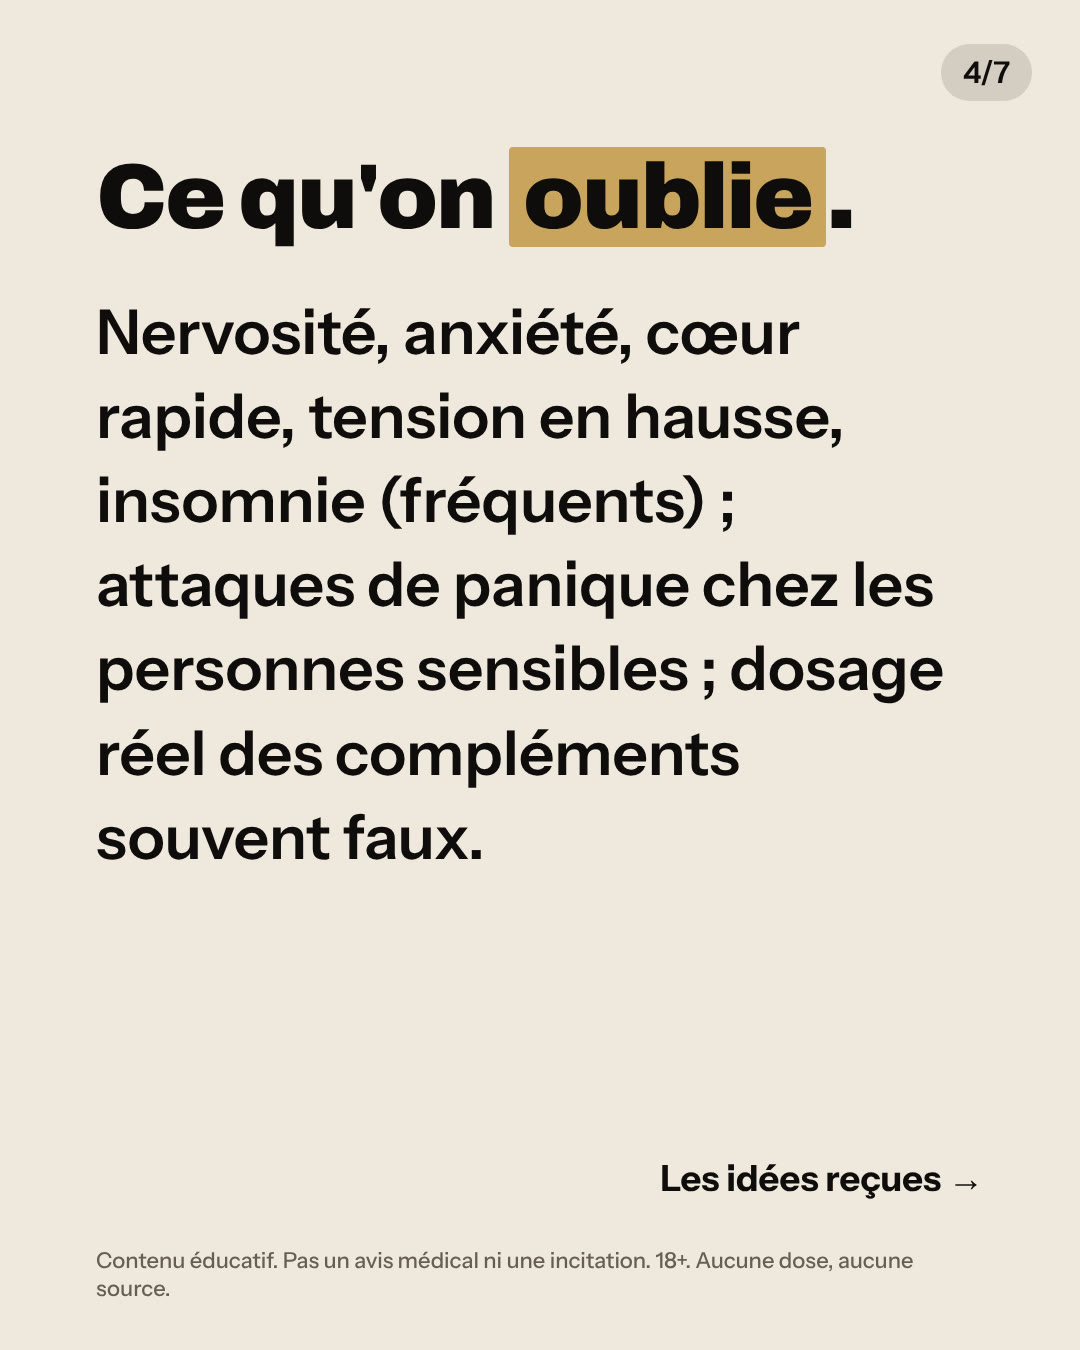 4/7
Ce qu'on oublie.
Nervosité, anxiété, cœur
rapide, tension en hausse,
insomnie (fréquents) ;
attaques de panique chez les
personnes sensibles ; dosage
réel des compléments
souvent faux.
Les idées reçues →
Contenu éducatif. Pas un avis médical ni une incitation. 18+. Aucune dose, aucune
source.